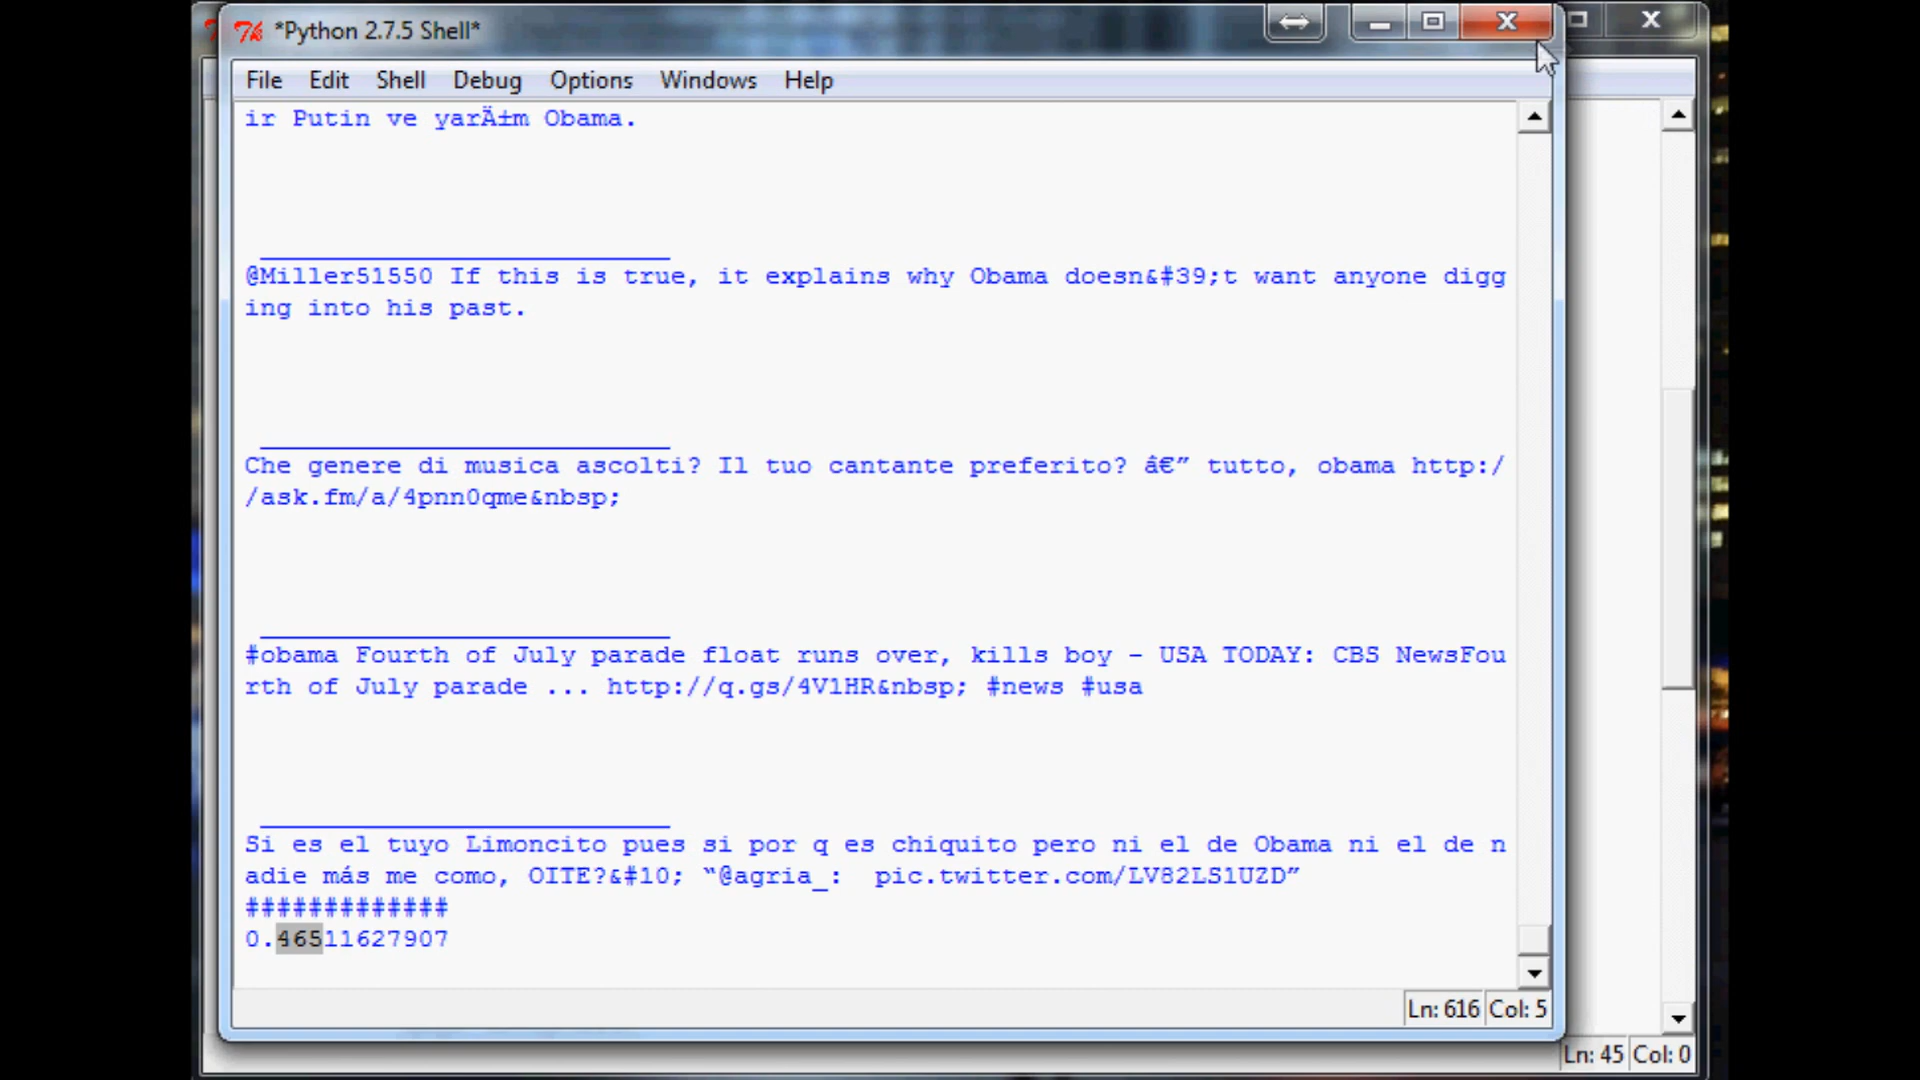 *Python 2.7.5 Shell*
File Edit Shell Debug Options Windows Help
ir Putin ve yarÄ±m Obama.
__________________________
@Miller51550 If this is true, it explains why Obama doesn&#39;t want anyone digg
ing into his past.
__________________________
Che genere di musica ascolti? Il tuo cantante preferito? â€” tutto, obama http:/
/ask.fm/a/4pnn0qme&nbsp;
__________________________
#obama Fourth of July parade float runs over, kills boy - USA TODAY: CBS NewsFou
rth of July parade ... http://q.gs/4V1HR&nbsp; #news #usa
__________________________
Si es el tuyo Limoncito pues si por q es chiquito pero ni el de Obama ni el de n
adie más me como, OITE?&#10; “@agria_:  pic.twitter.com/LV82LS1UZD”
#############
0.46511627907
Ln: 616 Col: 5
Ln: 45 Col: 0